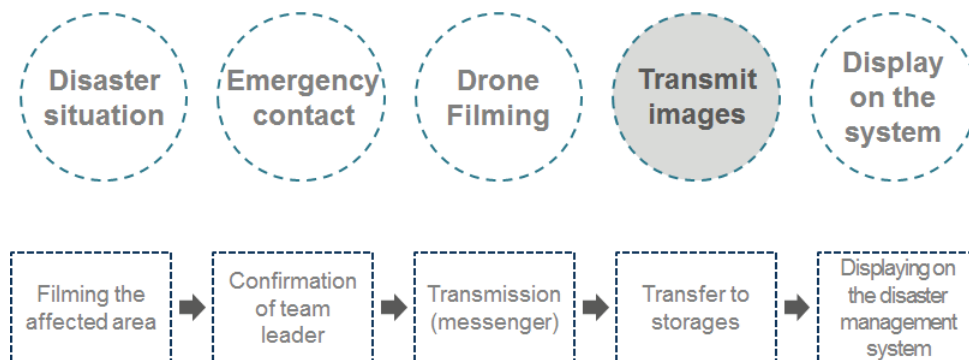 Disaster
situation
Emergency
contact
Drone
Filming
Transmit
images
Display
on the
system
Filming the
affected area
Confirmation
of team
leader
Transmission
(messenger)
Transfer to
storages
Displaying on
the disaster
management
system